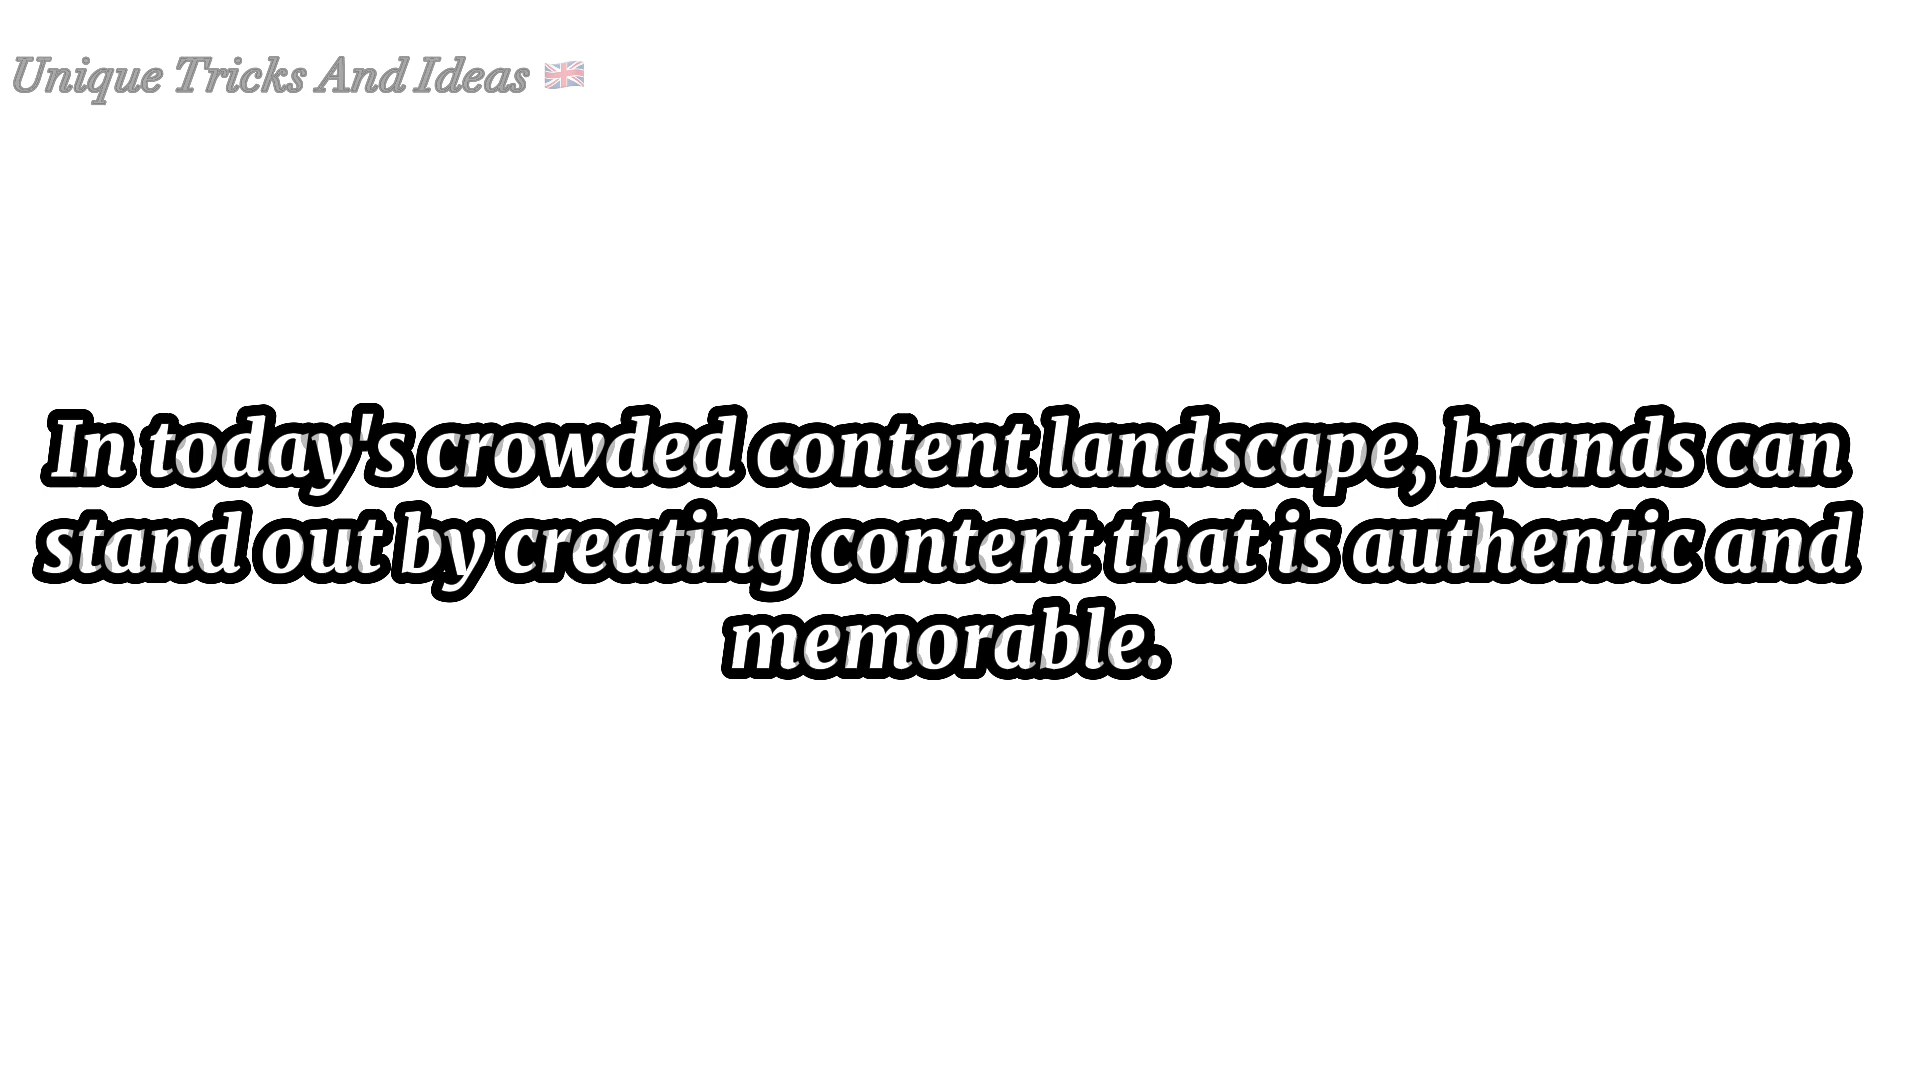 Unique Tricks And Ideas 🇬🇧
In today's crowded content landscape, brands can
stand out by creating content that is authentic and
memorable.